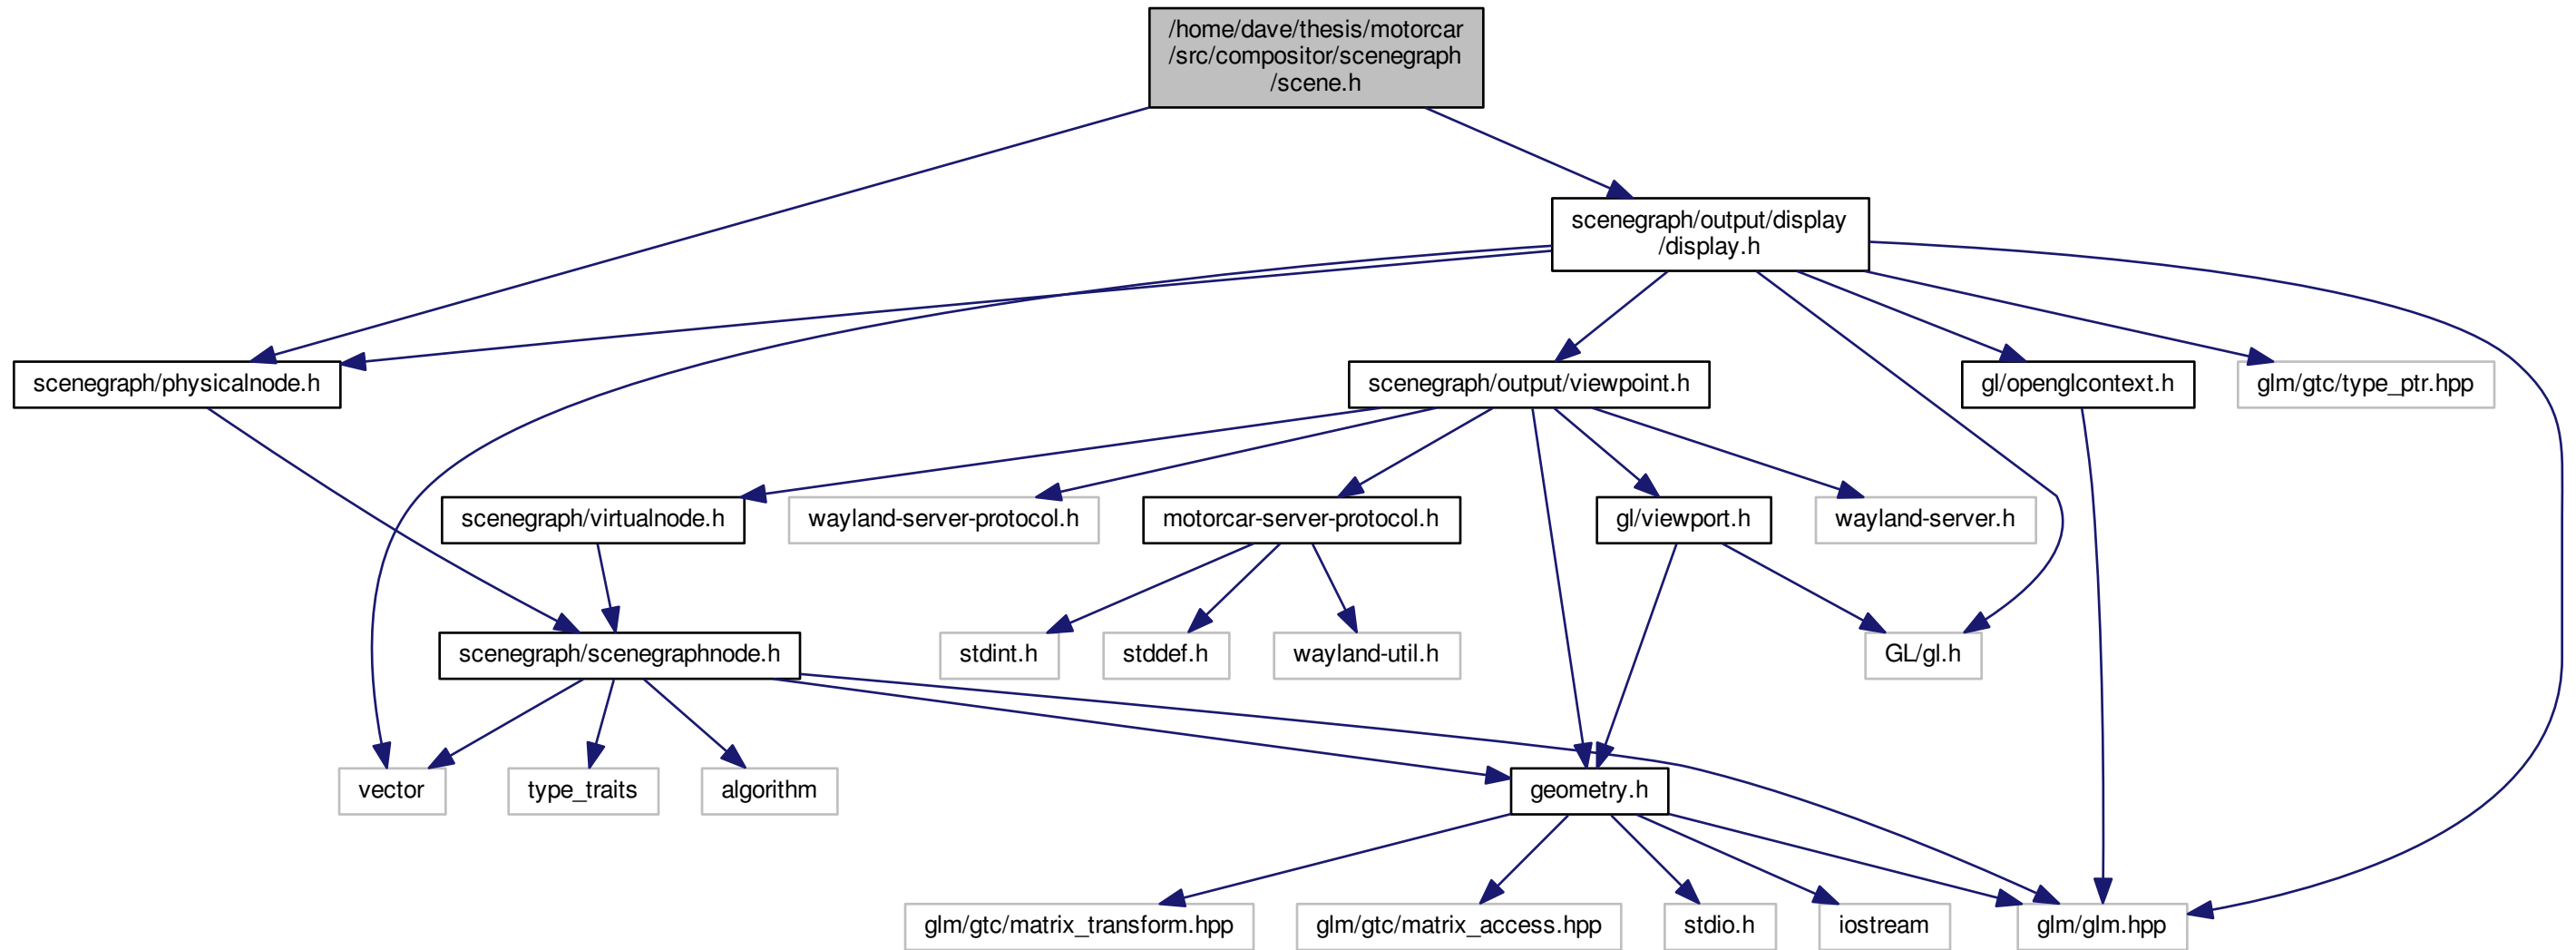 /home/dave/thesis/motorcar
/src/compositor/scenegraph
/scene.h
scenegraph/output/display
/display.h
scenegraph/physicalnode.h
scenegraph/output/viewpoint.h
gl/openglcontext.h
glm/gtc/type_ptr.hpp
scenegraph/virtualnode.h
wayland-server-protocol.h
motorcar-server-protocol.h
gl/viewport.h
wayland-server.h
scenegraph/scenegraphnode.h
stdint.h
stddef.h
wayland-util.h
GL/gl.h
vector
type_traits
algorithm
geometry.h
glm/gtc/matrix_transform.hpp
glm/gtc/matrix_access.hpp
stdio.h
iostream
glm/glm.hpp